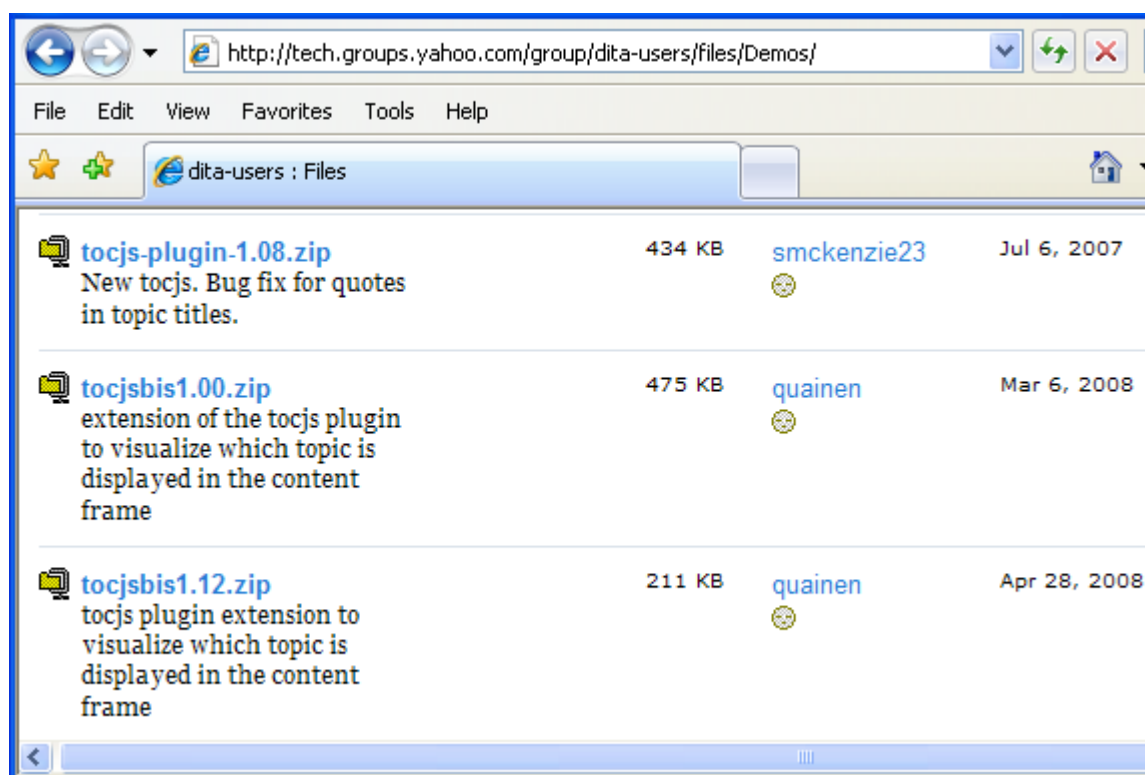 http://tech.groups.yahoo.com/group/dita-users/files/Demos/
File Edit View Favorites Tools Help
dita-users : Files
tocjs-plugin-1.08.zip 434 KB smckenzie23 Jul 6, 2007
New tocjs. Bug fix for quotes
in topic titles.
tocjsbis1.00.zip 475 KB quainen Mar 6, 2008
extension of the tocjs plugin
to visualize which topic is
displayed in the content
frame
tocjsbis1.12.zip 211 KB quainen Apr 28, 2008
tocjs plugin extension to
visualize which topic is
displayed in the content
frame